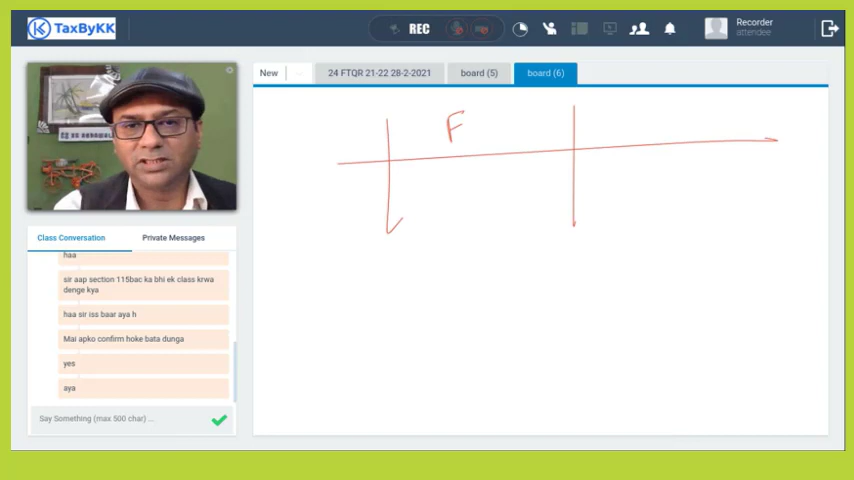 TaxByKK
REC
Recorder
attendee
New
24 FTQR 21-22 28-2-2021
board (5)
board (6)
F
Class Conversation
Private Messages
haa
sir aap section 115bac ka bhi ek class krwa
denge kya
haa sir iss baar aya h
Mai apko confirm hoke bata dunga
yes
aya
Say Something (max 500 char) ...